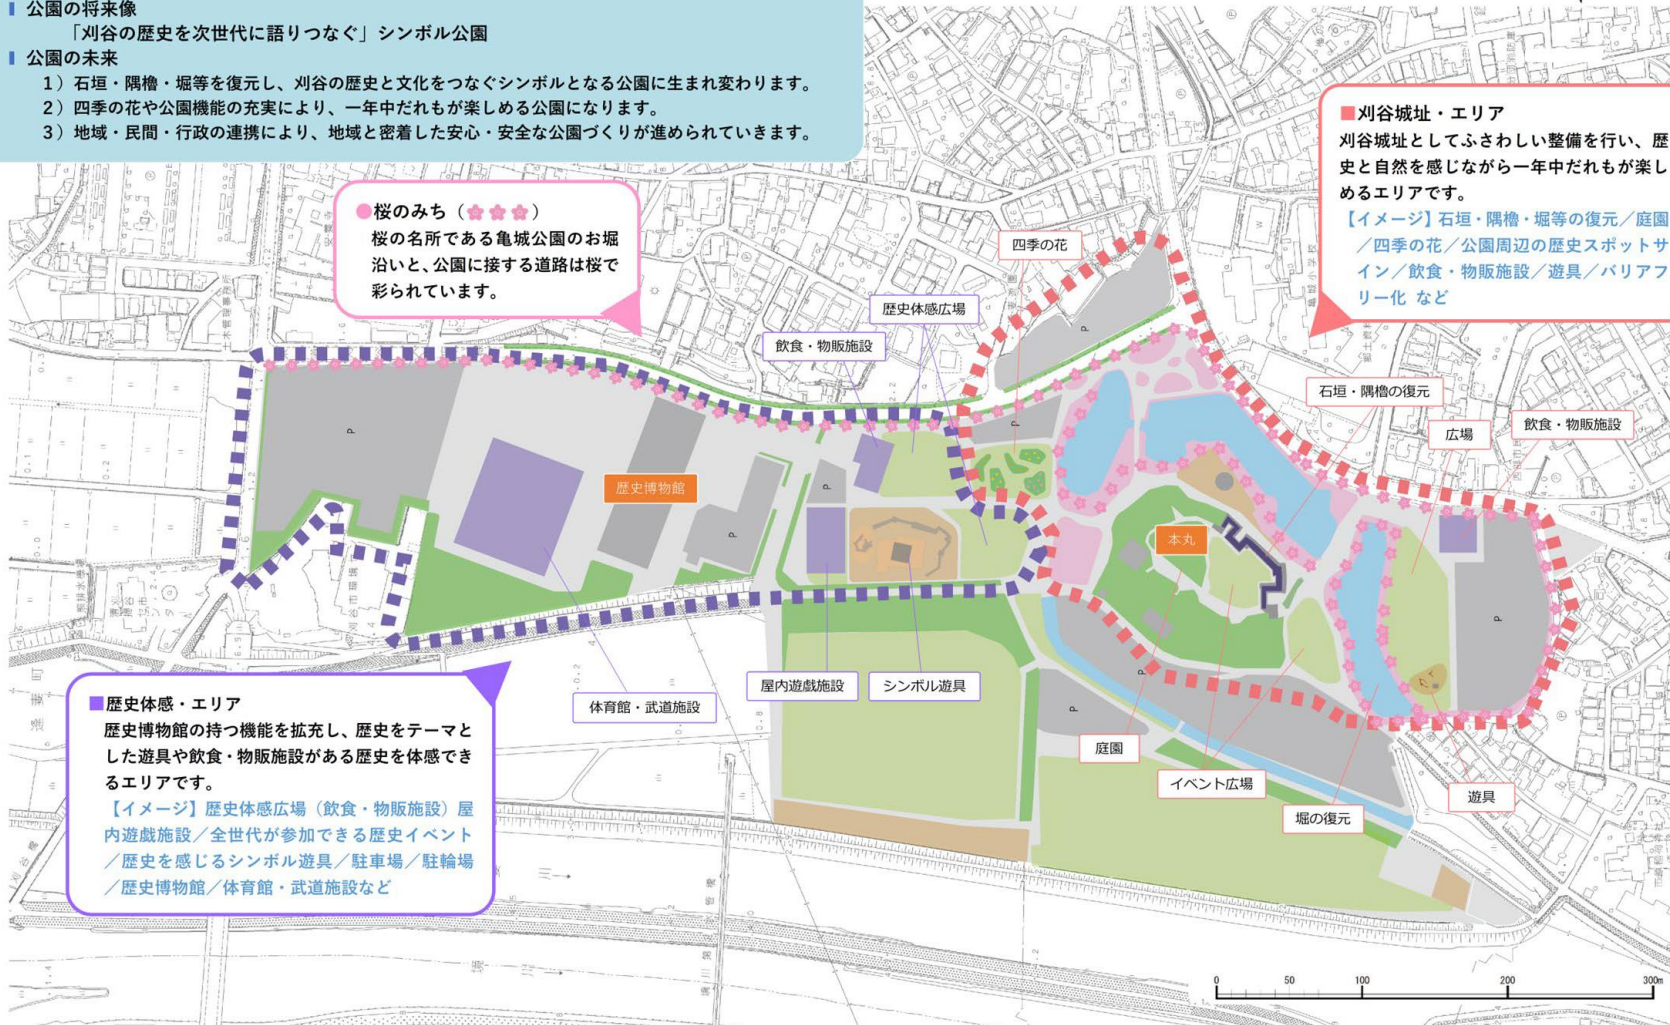 公園の将来像
「刈谷の歴史を次世代に語りつなぐ」シンボル公園
公園の未来
1）石垣・隅櫓・堀等を復元し、刈谷の歴史と文化をつなぐシンボルとなる公園に生まれ変わります。
2）四季の花や公園機能の充実により、一年中だれもが楽しめる公園になります。
3）地域・民間・行政の連携により、地域と密着した安心・安全な公園づくりが進められていきます。
■刈谷城址・エリア
刈谷城址としてふさわしい整備を行い、歴
史と自然を感じながら一年中だれもが楽し
めるエリアです。
【イメージ】石垣・隅櫓・堀等の復元／庭園
／四季の花／公園周辺の歴史スポットサ
イン／飲食・物販施設／遊具／バリアフ
リー化 など
●桜のみち（🌸🌸🌸）
桜の名所である亀城公園のお堀
沿いと、公園に接する道路は桜で
彩られています。
四季の花
歴史体感広場
飲食・物販施設
石垣・隅櫓の復元
広場
飲食・物販施設
P
P
P
P
P
P
P
P
歴史博物館
本丸
体育館・武道施設
屋内遊戯施設
シンボル遊具
庭園
イベント広場
堀の復元
遊具
■歴史体感・エリア
歴史博物館の持つ機能を拡充し、歴史をテーマと
した遊具や飲食・物販施設がある歴史を体感でき
るエリアです。
【イメージ】歴史体感広場（飲食・物販施設）屋
内遊戯施設／全世代が参加できる歴史イベント
／歴史を感じるシンボル遊具／駐車場／駐輪場
／歴史博物館／体育館・武道施設など
0 50 100 200 300m